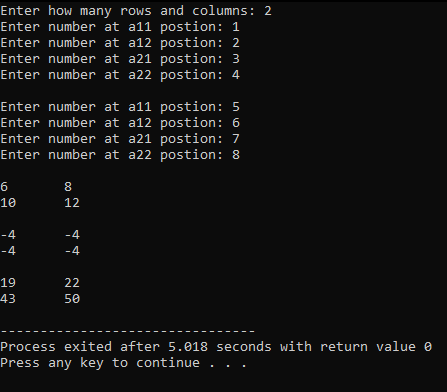 Enter how many rows and columns: 2
Enter number at a11 postion: 1
Enter number at a12 postion: 2
Enter number at a21 postion: 3
Enter number at a22 postion: 4
Enter number at a11 postion: 5
Enter number at a12 postion: 6
Enter number at a21 postion: 7
Enter number at a22 postion: 8
6 8
10 12
-4 -4
-4 -4
19 22
43 50
--------------------------------
Process exited after 5.018 seconds with return value 0
Press any key to continue . . .